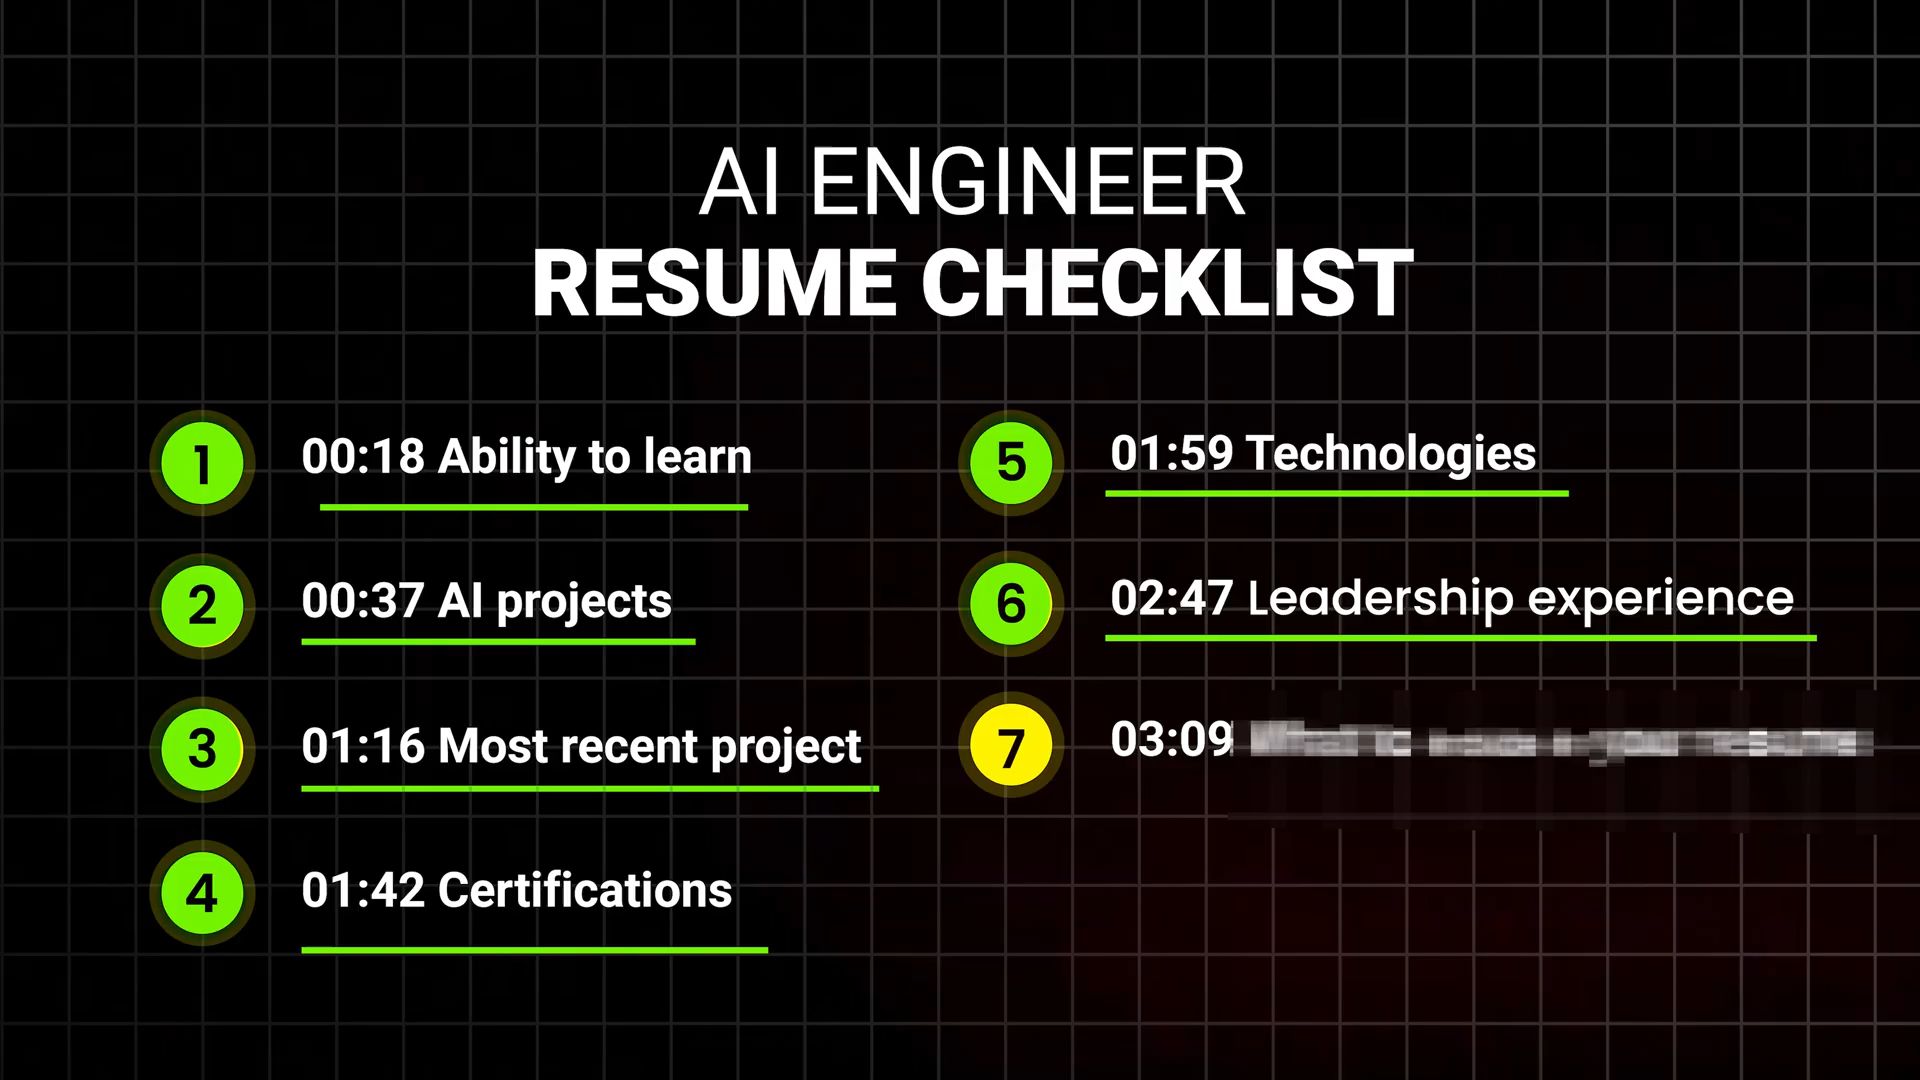 AI ENGINEER
RESUME CHECKLIST
1 00:18 Ability to learn
2 00:37 AI projects
3 01:16 Most recent project
4 01:42 Certifications
5 01:59 Technologies
6 02:47 Leadership experience
7 03:09